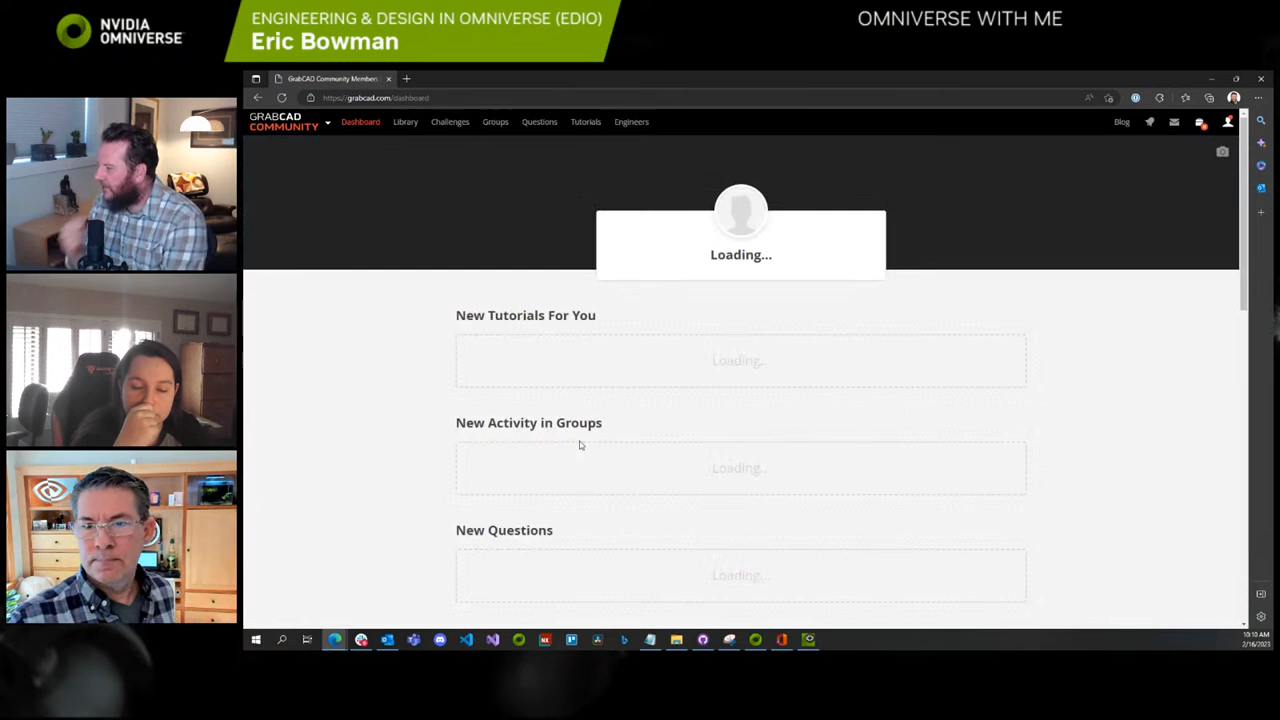 NVIDIA
OMNIVERSE
ENGINEERING & DESIGN IN OMNIVERSE (EDIO)
Eric Bowman
OMNIVERSE WITH ME
GrabCAD Community Members
https://grabcad.com/dashboard
GRABCAD
COMMUNITY
Dashboard Library Challenges Groups Questions Tutorials Engineers Blog
Loading...
New Tutorials For You
Loading...
New Activity in Groups
Loading...
New Questions
Loading...
10:10 AM
2/16/2023